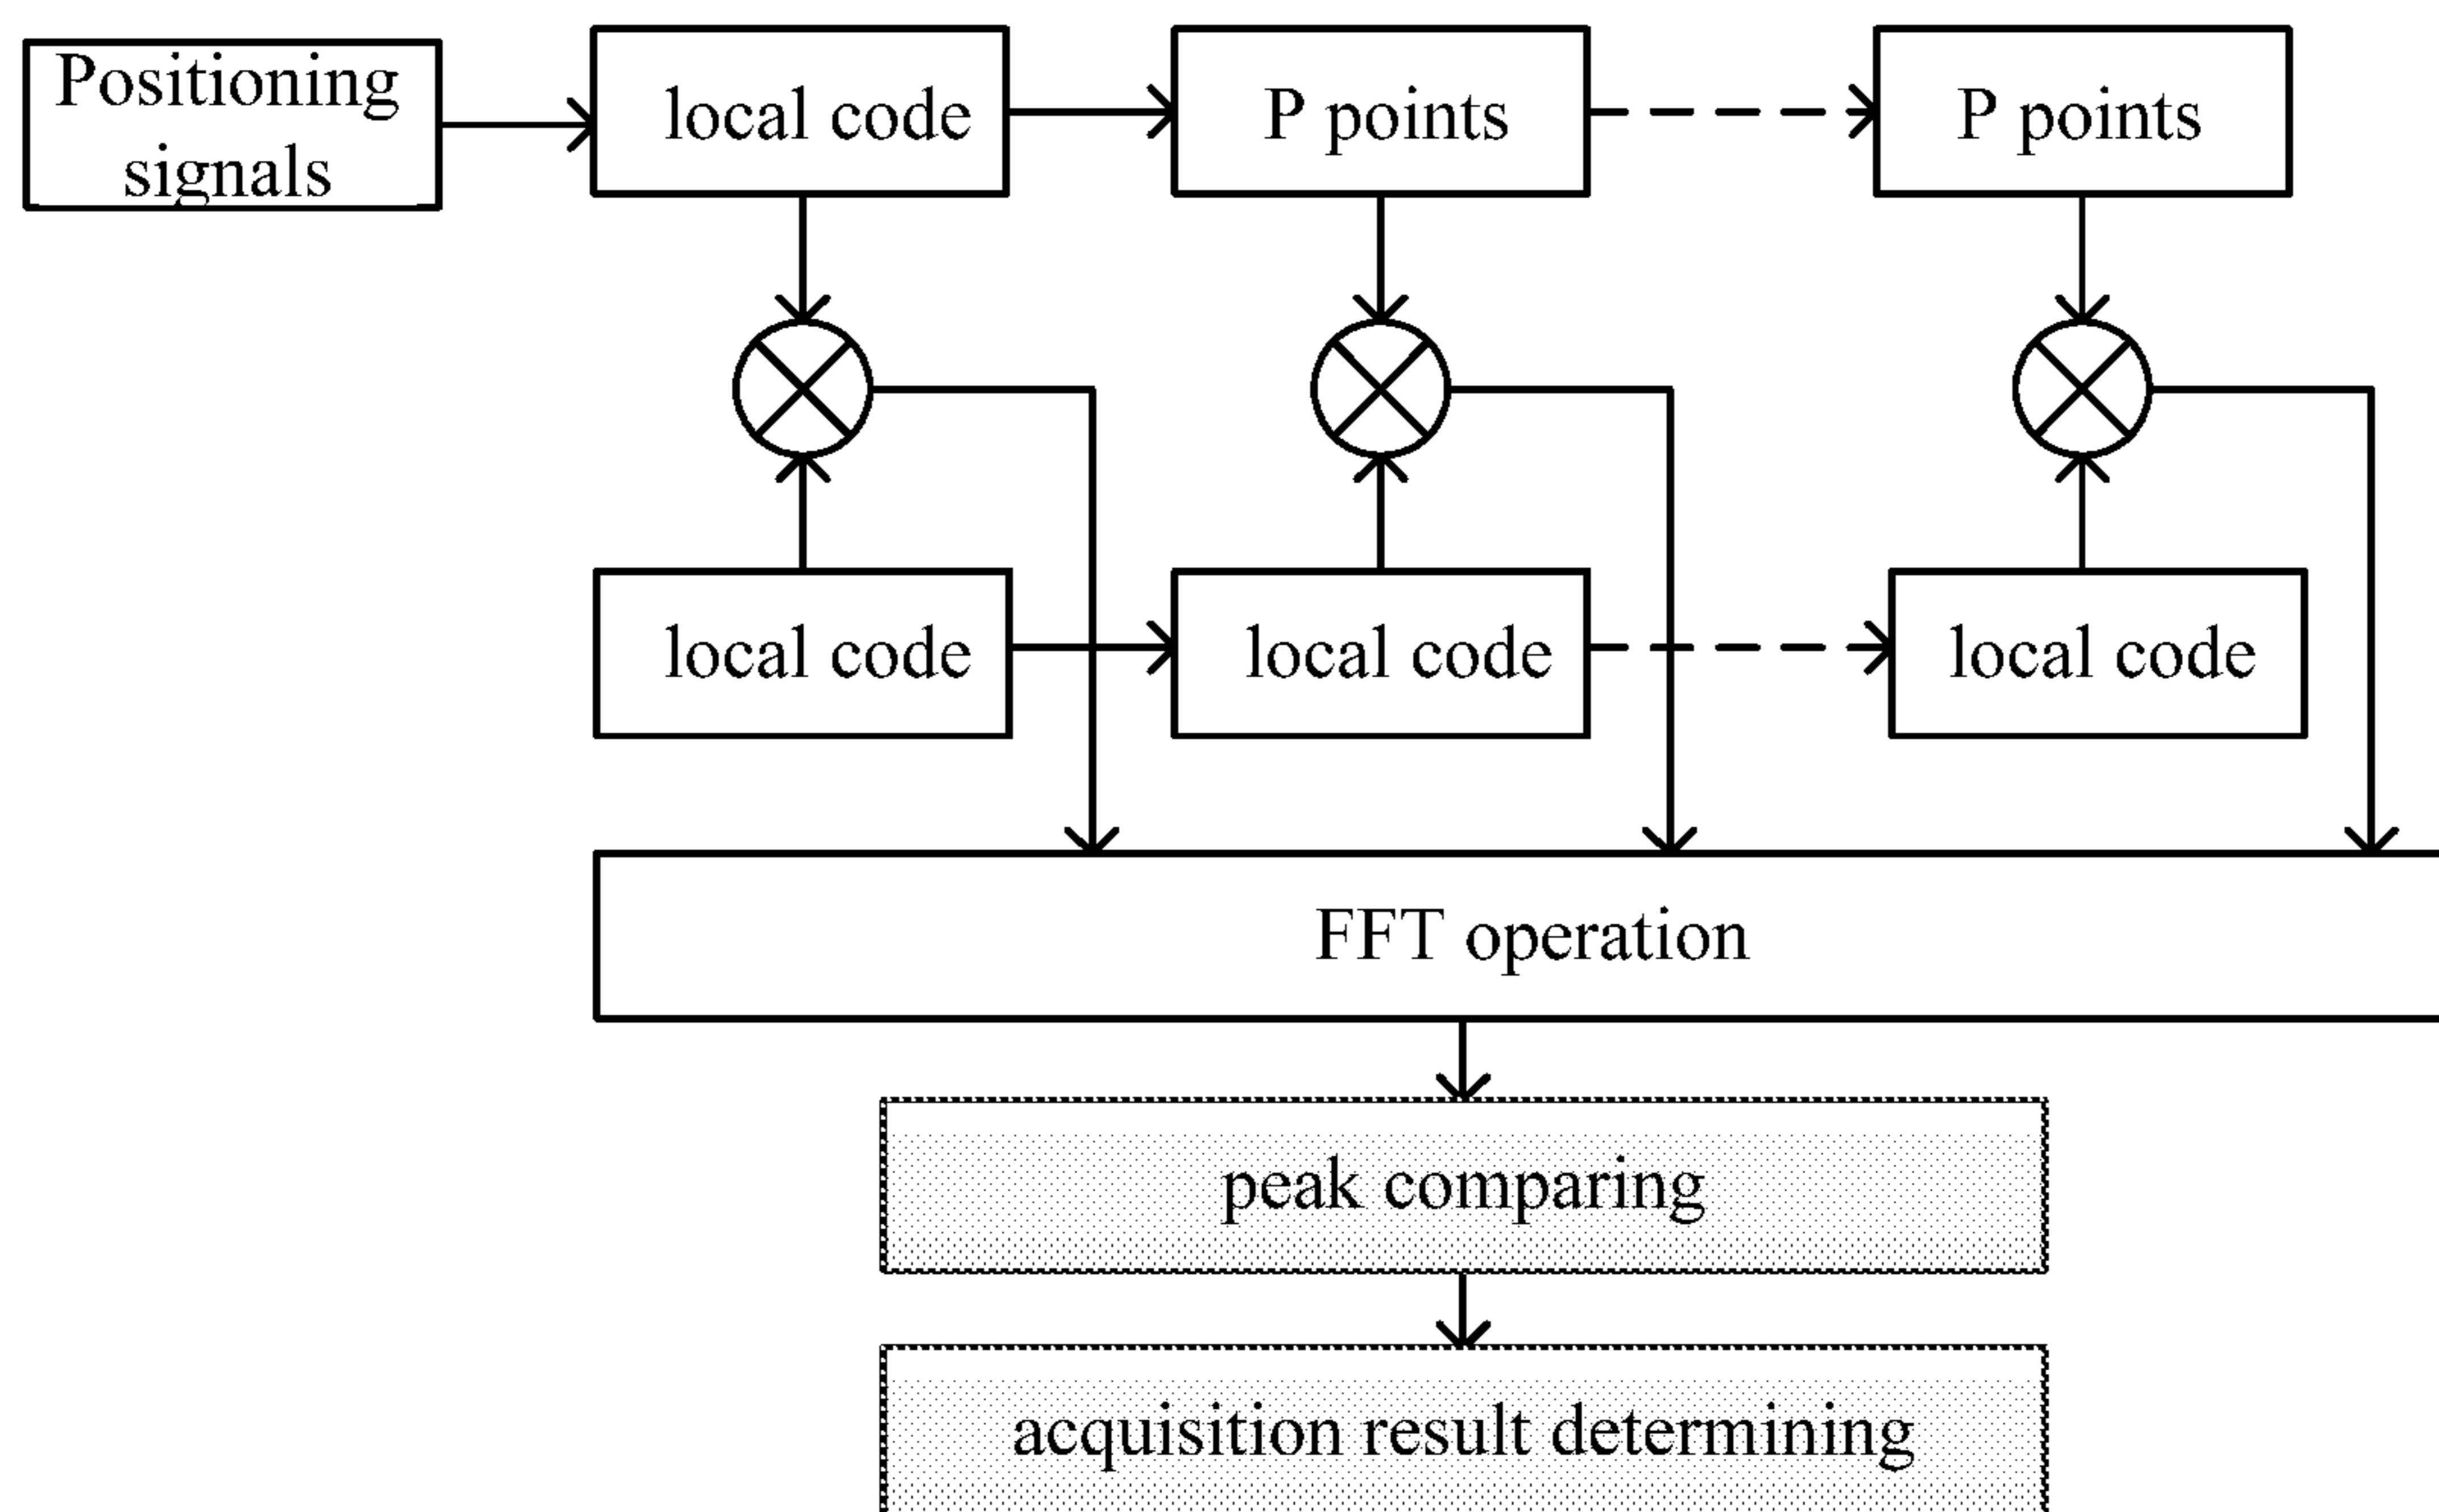 Positioning
signals
local code
P points
P points
local code
local code
local code
FFT operation
peak comparing
acquisition result determining